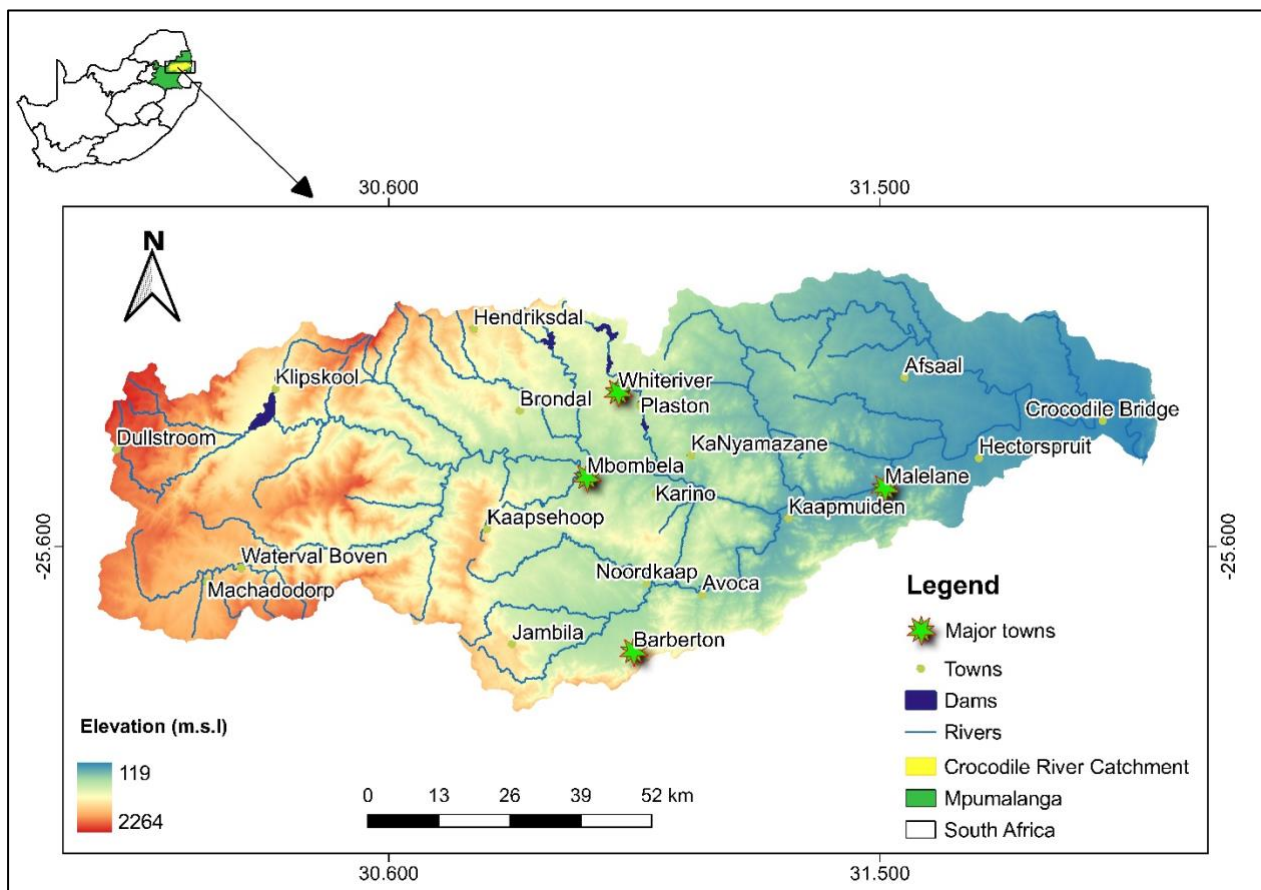 30.600
31.500
N
Hendriksdal
Klipskool
Afsaal
Whiteriver
Brondal
Plaston
Crocodile Bridge
Dullstroom
KaNyamazane
Hectorspruit
Mbombela
Malelane
Karino
Kaapmuiden
Kaapsehoop
-25.600
-25.600
Waterval Boven
Noordkaap
Avoca
Machadodorp
Jambila
Barberton
Legend
Major towns
Towns
Dams
Rivers
Crocodile River Catchment
Mpumalanga
South Africa
Elevation (m.s.l)
119
2264
0 13 26 39 52 km
30.600
31.500